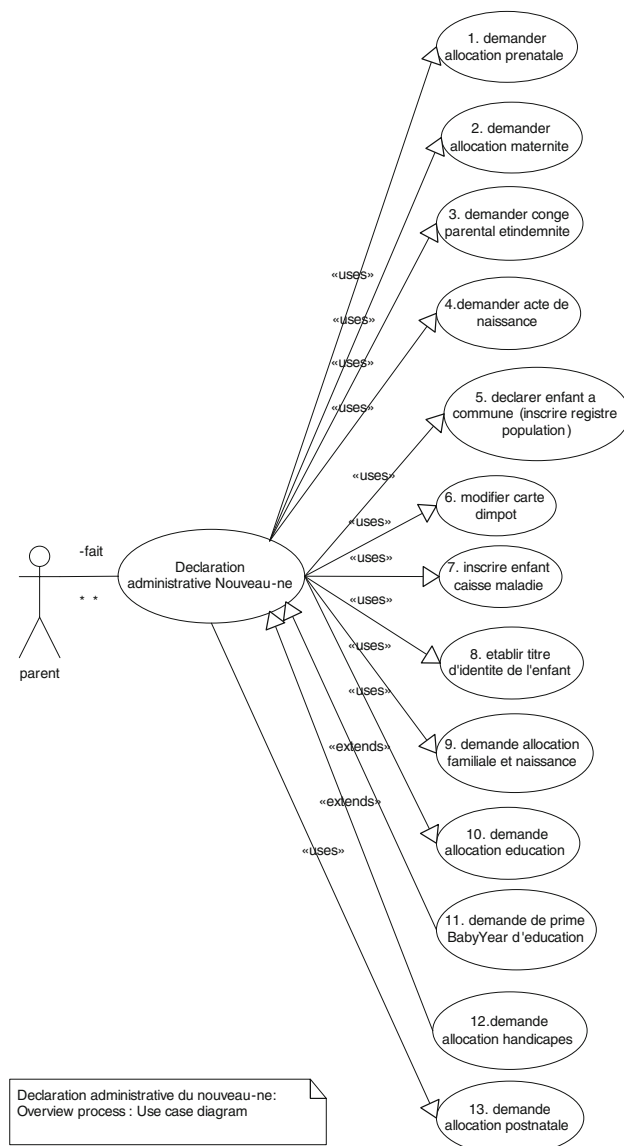 1. demander
allocation prenatale
2. demander
allocation maternite
3. demander conge
parental etindemnite
«uses»
4.demander acte de
naissance
«uses»
«uses»
«uses»
5. declarer enfant a
commune (inscrire registre
population)
«uses»
6. modifier carte
dimpot
«uses»
-fait
Declaration
administrative Nouveau-ne
«uses»
7. inscrire enfant
caisse maladie
* *
«uses»
parent
8. etablir titre
d'identite de l'enfant
«uses»
9. demande allocation
familiale et naissance
«extends»
«extends»
10. demande
allocation education
«uses»
11. demande de prime
BabyYear d'education
12.demande
allocation handicapes
Declaration administrative du nouveau-ne:
Overview process : Use case diagram
13. demande
allocation postnatale